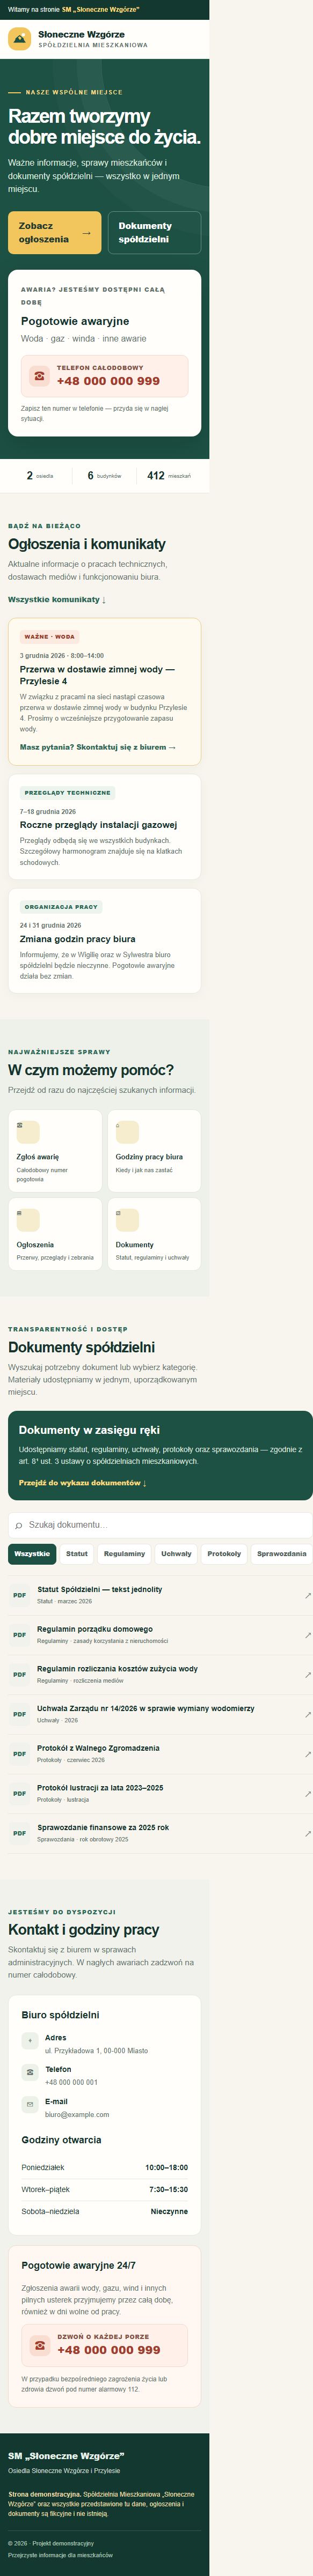 Witamy na stronie SM „Słoneczne Wzgórze”
Słoneczne Wzgórze
SPÓŁDZIELNIA MIESZKANIOWA
NASZE WSPÓLNE MIEJSCE
Razem tworzymy
dobre miejsce do życia.
Ważne informacje, sprawy mieszkańców i
dokumenty spółdzielni — wszystko w jednym
miejscu.
Zobacz
ogłoszenia →
Dokumenty
spółdzielni
AWARIA? JESTEŚMY DOSTĘPNI CAŁĄ
DOBĘ
Pogotowie awaryjne
Woda · gaz · winda · inne awarie
TELEFON CAŁODOBOWY
+48 000 000 999
Zapisz ten numer w telefonie — przyda się w nagłej
sytuacji.
2 osiedla 6 budynków 412 mieszkań
BĄDŹ NA BIEŻĄCO
Ogłoszenia i komunikaty
Aktualne informacje o pracach technicznych,
dostawach mediów i funkcjonowaniu biura.
Wszystkie komunikaty ↓
WAŻNE · WODA
3 grudnia 2026 · 8:00–14:00
Przerwa w dostawie zimnej wody —
Przylesie 4
W związku z pracami na sieci nastąpi czasowa
przerwa w dostawie zimnej wody w budynku Przylesie
4. Prosimy o wcześniejsze przygotowanie zapasu
wody.
Masz pytania? Skontaktuj się z biurem →
PRZEGLĄDY TECHNICZNE
7–18 grudnia 2026
Roczne przeglądy instalacji gazowej
Przeglądy odbędą się we wszystkich budynkach.
Szczegółowy harmonogram znajduje się na klatkach
schodowych.
ORGANIZACJA PRACY
24 i 31 grudnia 2026
Zmiana godzin pracy biura
Informujemy, że w Wigilię oraz w Sylwestra biuro
spółdzielni będzie nieczynne. Pogotowie awaryjne
działa bez zmian.
NAJWAŻNIEJSZE SPRAWY
W czym możemy pomóc?
Przejdź od razu do najczęściej szukanych informacji.
Zgłoś awarię
Całodobowy numer
pogotowia
Godziny pracy biura
Kiedy i jak nas zastać
Ogłoszenia
Przerwy, przeglądy i zebrania
Dokumenty
Statut, regulaminy i uchwały
TRANSPARENTNOŚĆ I DOSTĘP
Dokumenty spółdzielni
Wyszukaj potrzebny dokument lub wybierz kategorię.
Materiały udostępniamy w jednym, uporządkowanym
miejscu.
Dokumenty w zasięgu ręki
Udostępniamy statut, regulaminy, uchwały, protokoły oraz sprawozdania — zgodnie z
art. 8¹ ust. 3 ustawy o spółdzielniach mieszkaniowych.
Przejdź do wykazu dokumentów ↓
Szukaj dokumentu...
Wszystkie Statut Regulaminy Uchwały Protokoły Sprawozdania
PDF Statut Spółdzielni — tekst jednolity ↗
Statut · marzec 2026
PDF Regulamin porządku domowego ↗
Regulaminy · zasady korzystania z nieruchomości
PDF Regulamin rozliczania kosztów zużycia wody ↗
Regulaminy · rozliczenia mediów
PDF Uchwała Zarządu nr 14/2026 w sprawie wymiany wodomierzy ↗
Uchwały · 2026
PDF Protokół z Walnego Zgromadzenia ↗
Protokoły · czerwiec 2026
PDF Protokół lustracji za lata 2023–2025 ↗
Protokoły · lustracja
PDF Sprawozdanie finansowe za 2025 rok ↗
Sprawozdania · rok obrotowy 2025
JESTEŚMY DO DYSPOZYCJI
Kontakt i godziny pracy
Skontaktuj się z biurem w sprawach
administracyjnych. W nagłych awariach zadzwoń na
numer całodobowy.
Biuro spółdzielni
Adres
ul. Przykładowa 1, 00-000 Miasto
Telefon
+48 000 000 001
E-mail
biuro@example.com
Godziny otwarcia
Poniedziałek 10:00–18:00
Wtorek–piątek 7:30–15:30
Sobota–niedziela Nieczynne
Pogotowie awaryjne 24/7
Zgłoszenia awarii wody, gazu, wind i innych
pilnych usterek przyjmujemy przez całą dobę,
również w dni wolne od pracy.
DZWOŃ O KAŻDEJ PORZE
+48 000 000 999
W przypadku bezpośredniego zagrożenia życia lub
zdrowia dzwoń pod numer alarmowy 112.
SM „Słoneczne Wzgórze”
Osiedla Słoneczne Wzgórze i Przylesie
Strona demonstracyjna. Spółdzielnia Mieszkaniowa „Słoneczne
Wzgórze” oraz wszystkie przedstawione tu dane, ogłoszenia i
dokumenty są fikcyjne i nie istnieją.
© 2026 · Projekt demonstracyjny
Przejrzyste informacje dla mieszkańców